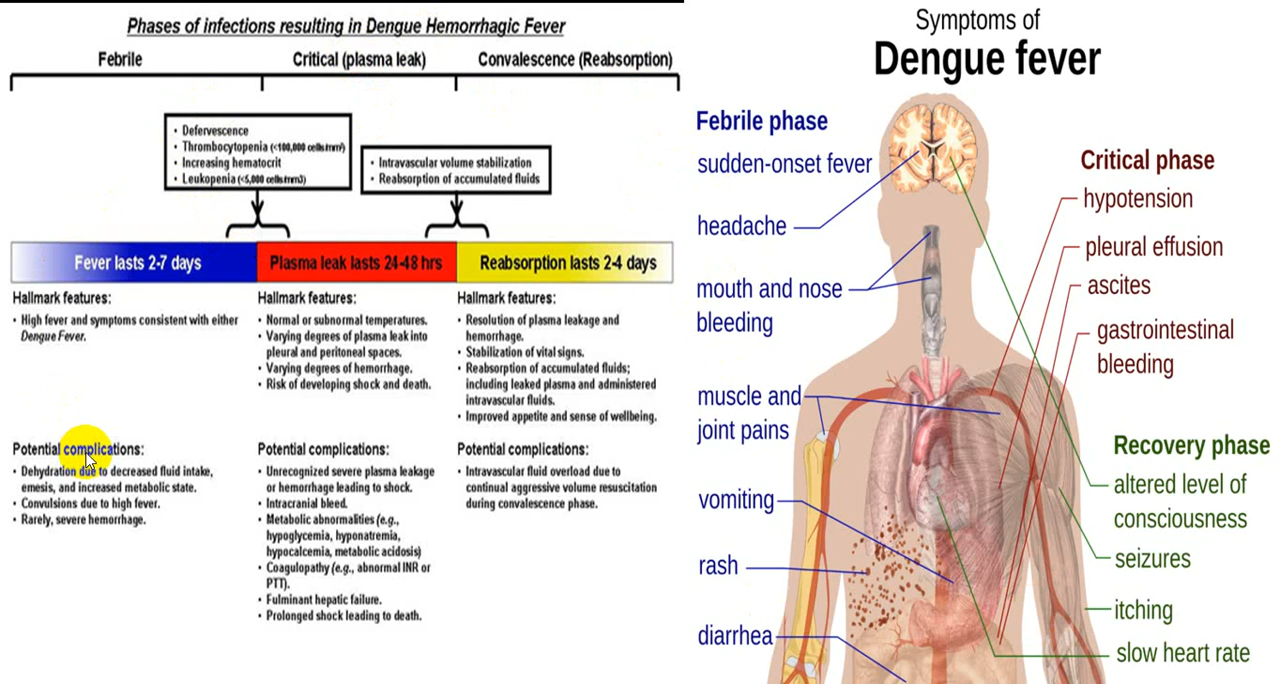 Phases of infections resulting in Dengue Hemorrhagic Fever
Febrile
Critical (plasma leak)
Convalescence (Reabsorption)
• Defervescence
• Thrombocytopenia (<100,000 cells/mm³)
• Increasing hematocrit
• Leukopenia (<5,000 cells/mm3)
• Intravascular volume stabilization
• Reabsorption of accumulated fluids
Fever lasts 2-7 days
Plasma leak lasts 24-48 hrs
Reabsorption lasts 2-4 days
Hallmark features:
• High fever and symptoms consistent with either
Dengue Fever.
Potential complications:
• Dehydration due to decreased fluid intake,
emesis, and increased metabolic state.
• Convulsions due to high fever.
• Rarely, severe hemorrhage.
Hallmark features:
• Normal or subnormal temperatures.
• Varying degrees of plasma leak into
pleural and peritoneal spaces.
• Varying degrees of hemorrhage.
• Risk of developing shock and death.
Potential complications:
• Unrecognized severe plasma leakage
or hemorrhage leading to shock.
• Intracranial bleed.
• Metabolic abnormalities (e.g.,
hypoglycemia, hyponatremia,
hypocalcemia, metabolic acidosis)
• Coagulopathy (e.g., abnormal INR or
PTT).
• Fulminant hepatic failure.
• Prolonged shock leading to death.
Hallmark features:
• Resolution of plasma leakage and
hemorrhage.
• Stabilization of vital signs.
• Reabsorption of accumulated fluids;
including leaked plasma and administered
intravascular fluids.
• Improved appetite and sense of wellbeing.
Potential complications:
• Intravascular fluid overload due to
continual aggressive volume resuscitation
during convalescence phase.
Symptoms of
Dengue fever
Febrile phase
sudden-onset fever
headache
mouth and nose
bleeding
muscle and
joint pains
vomiting
rash
diarrhea
Critical phase
hypotension
pleural effusion
ascites
gastrointestinal
bleeding
Recovery phase
altered level of
consciousness
seizures
itching
slow heart rate